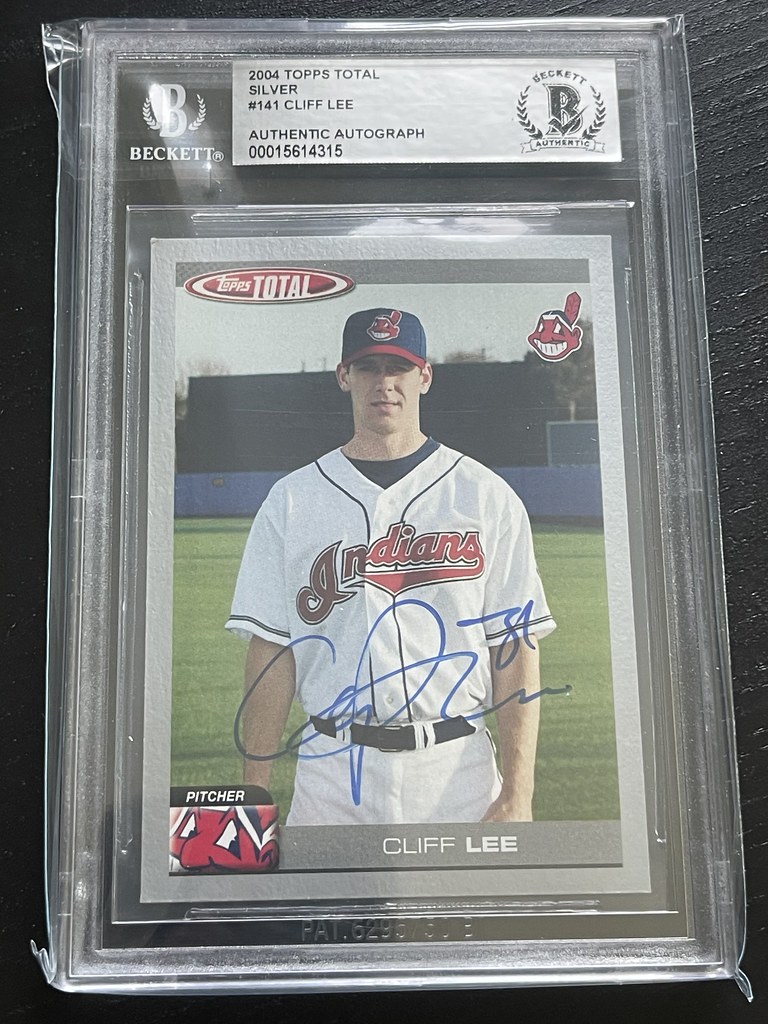 2004 TOPPS TOTAL
SILVER
#141 CLIFF LEE
AUTHENTIC AUTOGRAPH
00015614315
BECKETT
B
AUTHENTIC
B
BECKETT®
Topps TOTAL
Indians
31
PITCHER
CLIFF LEE